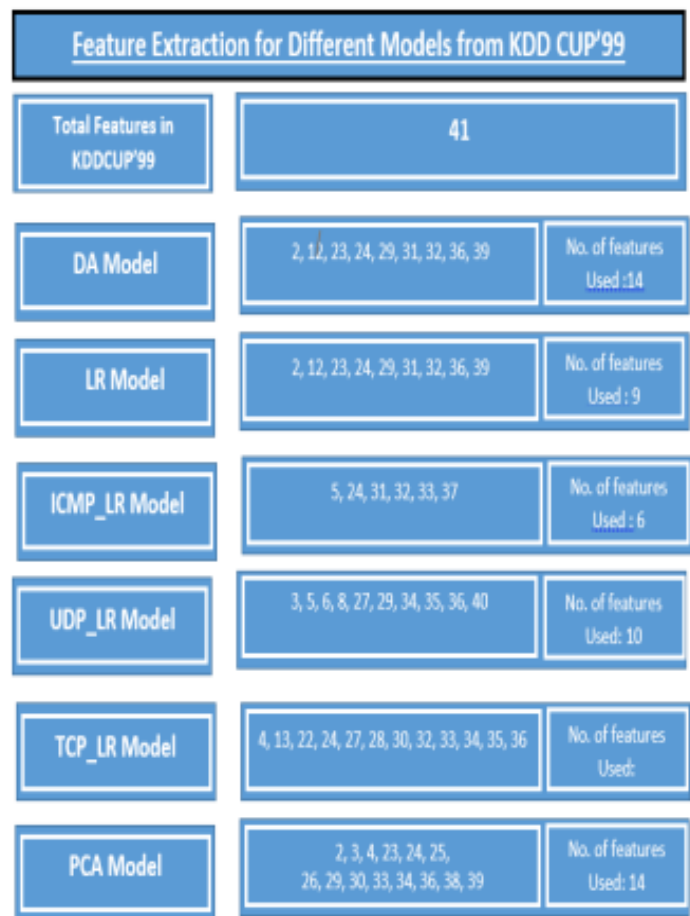 Feature Extraction for Different Models from KDD CUP'99
Total Features in
KDDCUP'99
41
DA Model
2, 12, 23, 24, 29, 31, 32, 36, 39
No. of features
Used :14
LR Model
2, 12, 23, 24, 29, 31, 32, 36, 39
No. of features
Used : 9
ICMP_LR Model
5, 24, 31, 32, 33, 37
No. of features
Used : 6
UDP_LR Model
3, 5, 6, 8, 27, 29, 34, 35, 36, 40
No. of features
Used: 10
TCP_LR Model
4, 13, 22, 24, 27, 28, 30, 32, 33, 34, 35, 36
No. of features
Used:
PCA Model
2, 3, 4, 23, 24, 25,
26, 29, 30, 33, 34, 36, 38, 39
No. of features
Used: 14